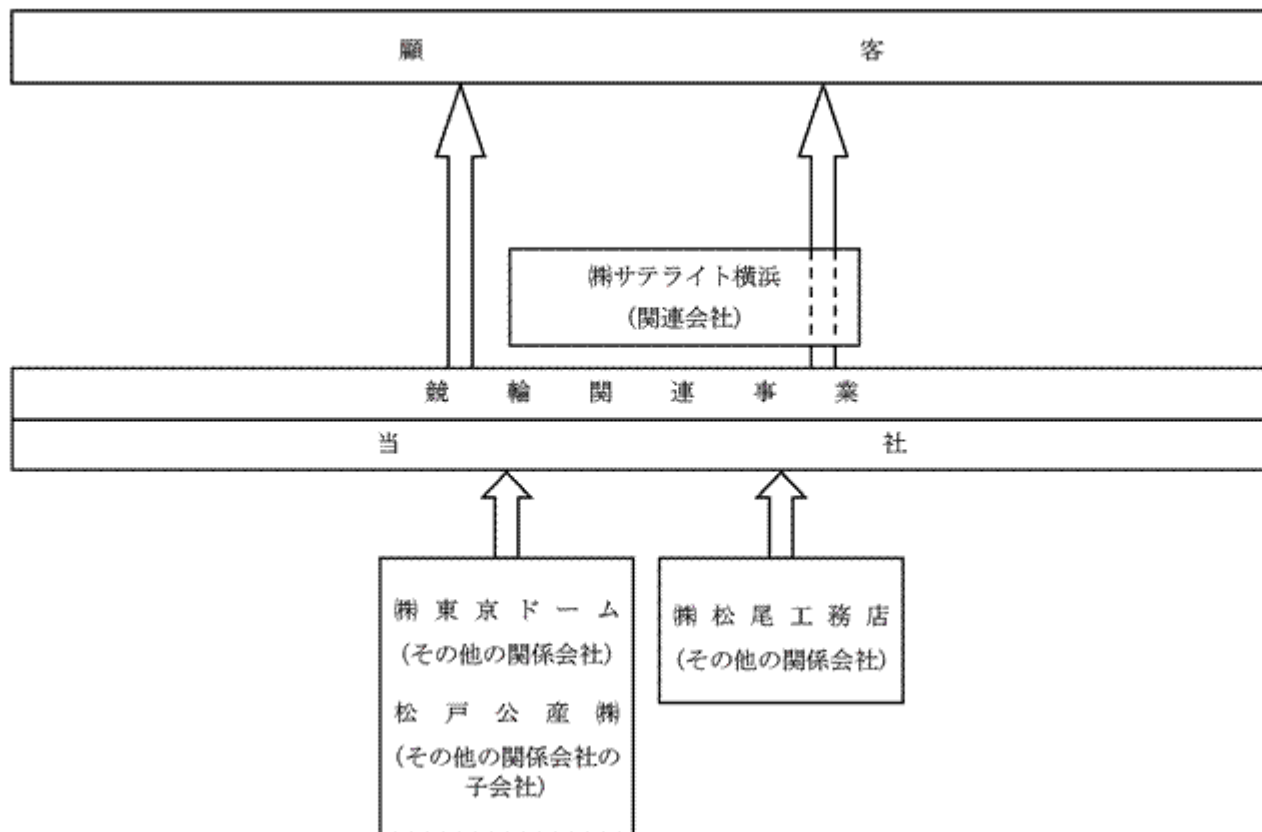 顧客
㈱サテライト横浜
(関連会社)
競輪関連事業
当社
㈱東京ドーム
(その他の関係会社)
松戸公産㈱
(その他の関係会社の
子会社)
㈱松尾工務店
(その他の関係会社)